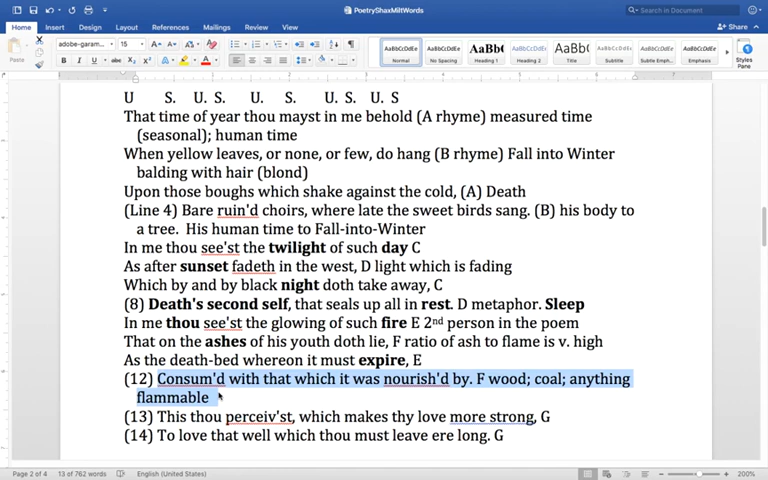 PoetryShaxMiltWords
Search in Document
Home Insert Draw Design Layout References Mailings Review View
Share
Paste
adobe-garam... 15
AaBbCcDdEe AaBbCcDdEe AaBbC AaBbCcDdE AaBb( AaBbCcDdEe AaBbCcDdEe AaBbCcDdEe
Normal No Spacing Heading 1 Heading 2 Title Subtitle Subtle Emph... Emphasis Styles Pane
U S. U. S. U. S. U. S. U. S
That time of year thou mayst in me behold (A rhyme) measured time
(seasonal); human time
When yellow leaves, or none, or few, do hang (B rhyme) Fall into Winter
balding with hair (blond)
Upon those boughs which shake against the cold, (A) Death
(Line 4) Bare ruin'd choirs, where late the sweet birds sang. (B) his body to
a tree. His human time to Fall-into-Winter
In me thou see'st the twilight of such day C
As after sunset fadeth in the west, D light which is fading
Which by and by black night doth take away, C
(8) Death's second self, that seals up all in rest. D metaphor. Sleep
In me thou see'st the glowing of such fire E 2nd person in the poem
That on the ashes of his youth doth lie, F ratio of ash to flame is v. high
As the death-bed whereon it must expire, E
(12) Consum'd with that which it was nourish'd by. F wood; coal; anything
flammable
(13) This thou perceiv'st, which makes thy love more strong, G
(14) To love that well which thou must leave ere long. G
Page 2 of 4 13 of 762 words English (United States) 200%